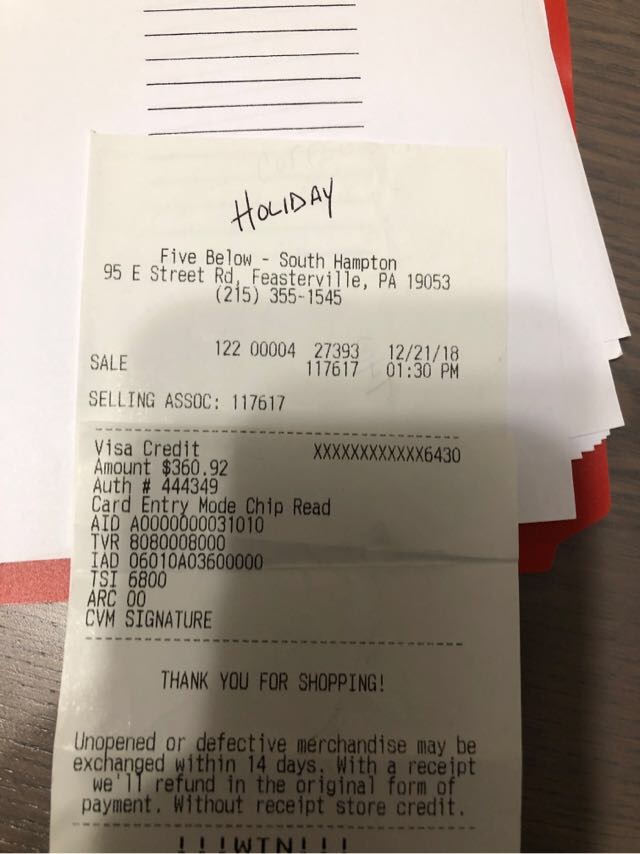 HOLIDAY
Five Below - South Hampton
95 E Street Rd, Feasterville, PA 19053
(215) 355-1545
122 00004 27393 12/21/18
SALE 117617 01:30 PM
SELLING ASSOC: 117617
Visa Credit XXXXXXXXXXXX6430
Amount $360.92
Auth # 444349
Card Entry Mode Chip Read
AID A0000000031010
TVR 8080008000
IAD 06010A03600000
TSI 6800
ARC 00
CVM SIGNATURE
THANK YOU FOR SHOPPING!
Unopened or defective merchandise may be
exchanged within 14 days. With a receipt
we'll refund in the original form of
payment. Without receipt store credit.
!!!WIN!!!